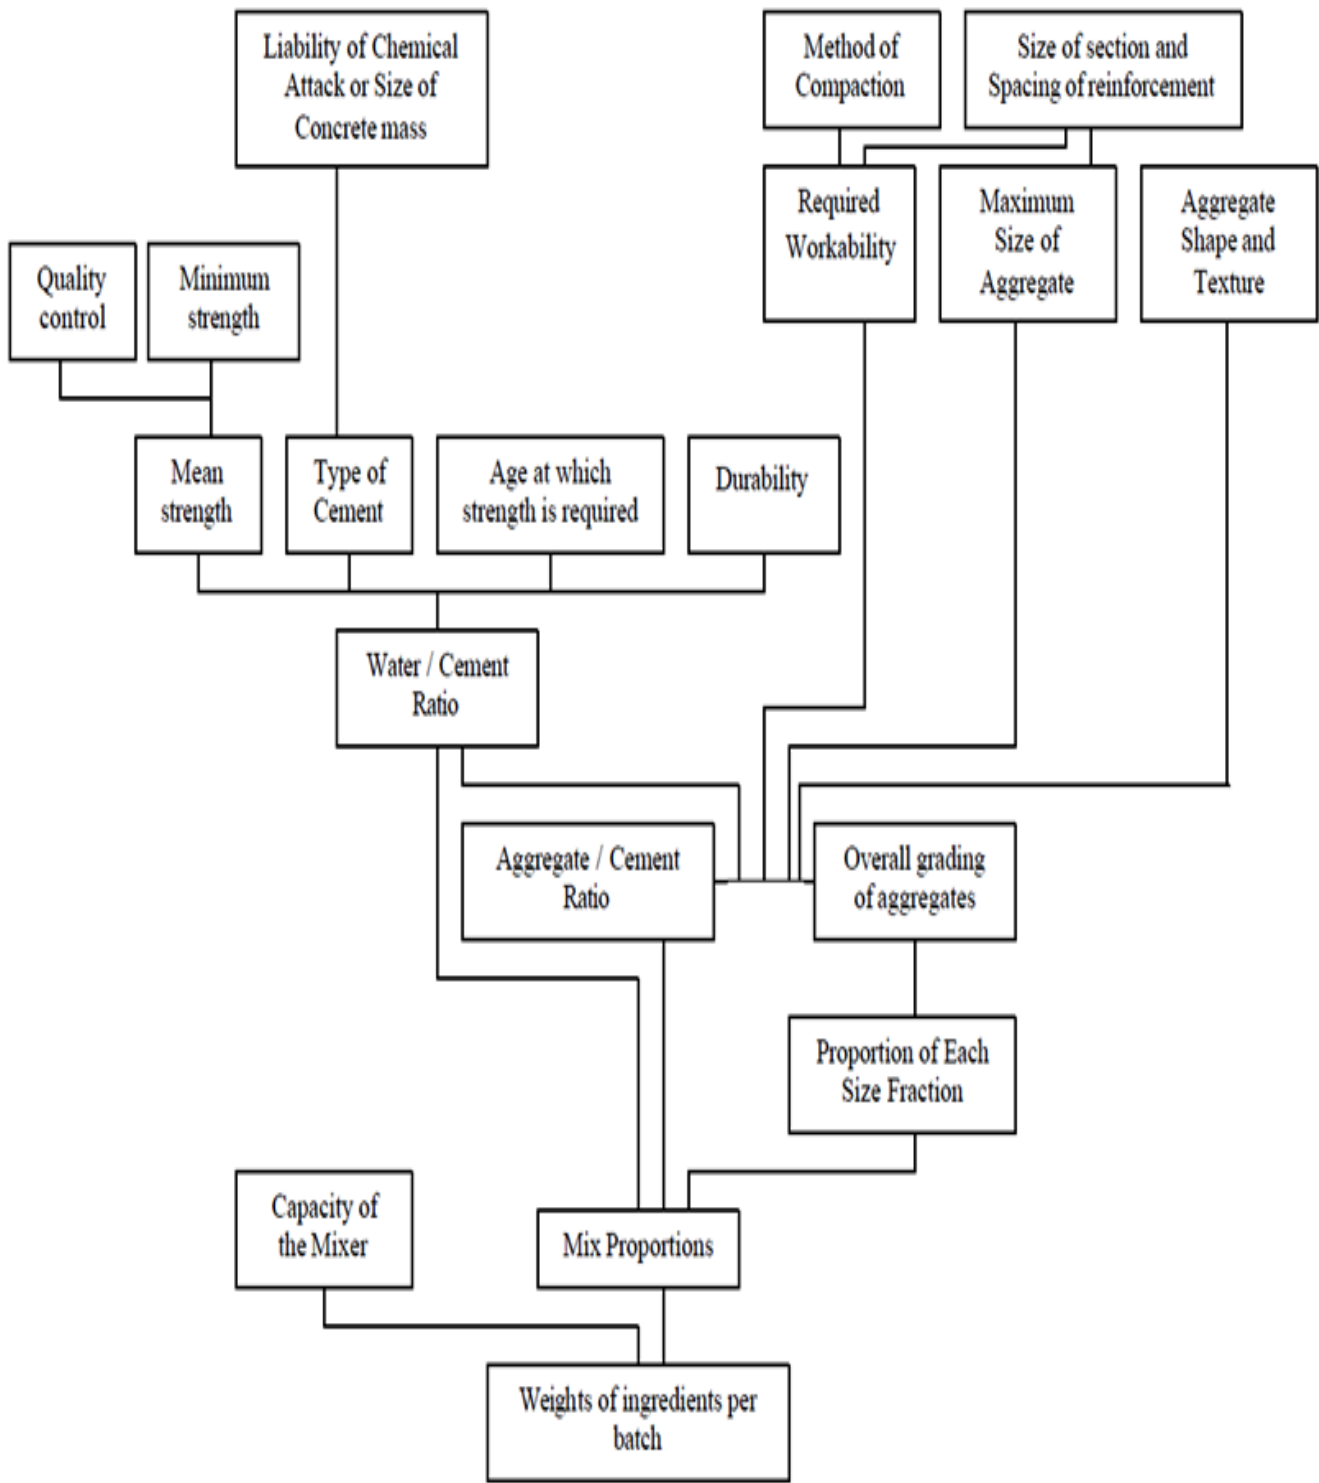 Liability of Chemical
Attack or Size of
Concrete mass
Method of
Compaction
Size of section and
Spacing of reinforcement
Required
Workability
Maximum
Size of
Aggregate
Aggregate
Shape and
Texture
Quality
control
Minimum
strength
Mean
strength
Type of
Cement
Age at which
strength is required
Durability
Water / Cement
Ratio
Aggregate / Cement
Ratio
Overall grading
of aggregates
Proportion of Each
Size Fraction
Capacity of
the Mixer
Mix Proportions
Weights of ingredients per
batch